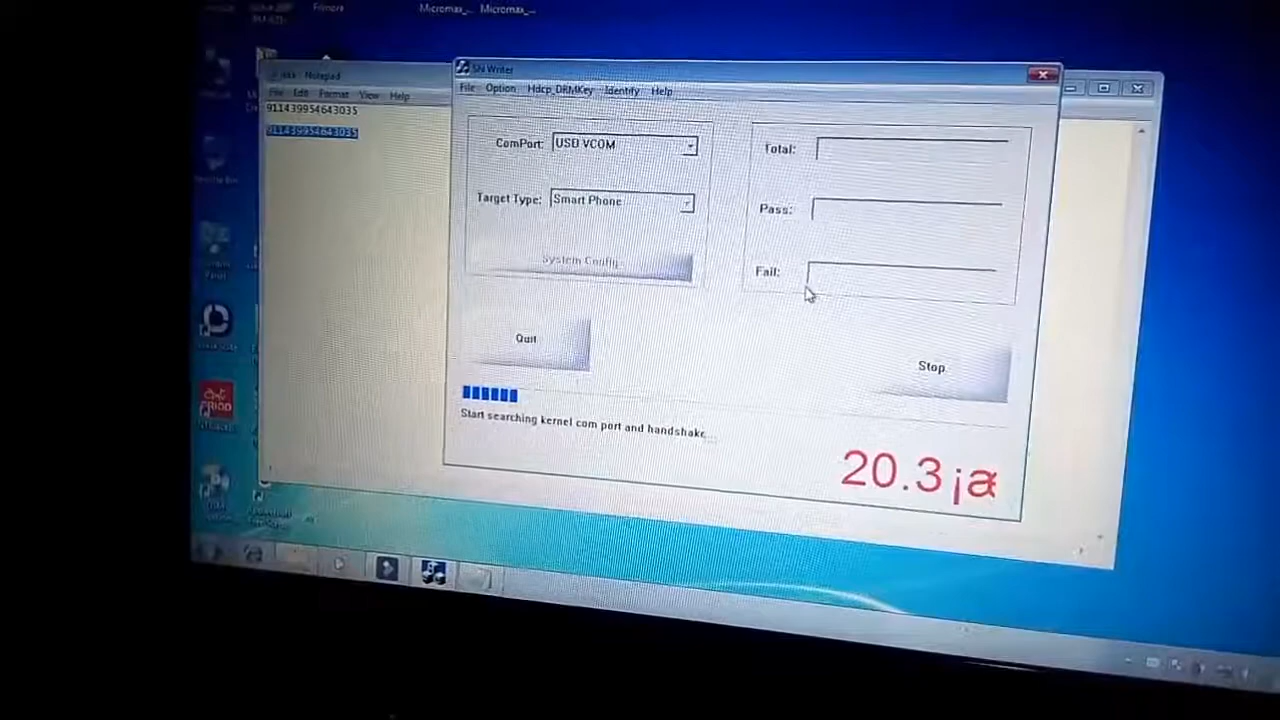 Micromax_... Micromax_...
Notepad
File Edit Format View Help
911439954643035
911439954643035
SN Writer
File Option Hdcp_DRMKey Identify Help
ComPort: USB VCOM
Target Type: Smart Phone
System Config
Total:
Pass:
Fail:
Quit
Stop
Start searching kernel com port and handshake...
20.3¡æ